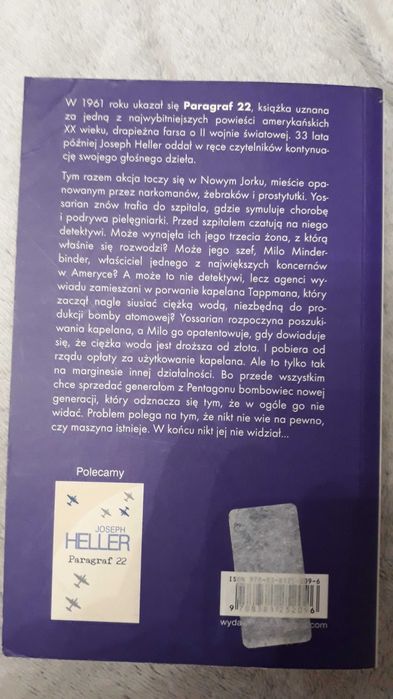 W 1961 roku ukazał się Paragraf 22, książka uznana
za jedną z najwybitniejszych powieści amerykańskich
XX wieku, drapieżna farsa o II wojnie światowej. 33 lata
później Joseph Heller oddał w ręce czytelników kontynu-
ację swojego głośnego dzieła.
Tym razem akcja toczy się w Nowym Jorku, mieście opa-
nowanym przez narkomanów, żebraków i prostytutki. Yos-
sarian znów trafia do szpitala, gdzie symuluje chorobę
i podrywa pielęgniarki. Przed szpitalem czatują na niego
detektywi. Może wynajęła ich jego trzecia żona, z którą
właśnie się rozwodzi? Może jego szef, Milo Minder-
binder, właściciel jednego z największych koncernów
w Ameryce? A może to nie detektywi, lecz agenci wy-
wiadu zamieszani w porwanie kapelana Tappmana, który
zaczął nagle siusiać ciężką wodą, niezbędną do pro-
dukcji bomby atomowej? Yossarian rozpoczyna poszuki-
wania kapelana, a Milo go opatentowuje, gdy dowiaduje
się, że ciężka woda jest droższa od złota. I pobiera od
rządu opłaty za użytkowanie kapelana. Ale to tylko tak
na marginesie innej działalności. Bo przede wszystkim
chce sprzedać generałom z Pentagonu bombowiec nowej
generacji, który odznacza się tym, że w ogóle go nie
widać. Problem polega na tym, że nikt nie wie na pewno,
czy maszyna istnieje. W końcu nikt jej nie widział...
Polecamy
JOSEPH
HELLER
Paragraf 22